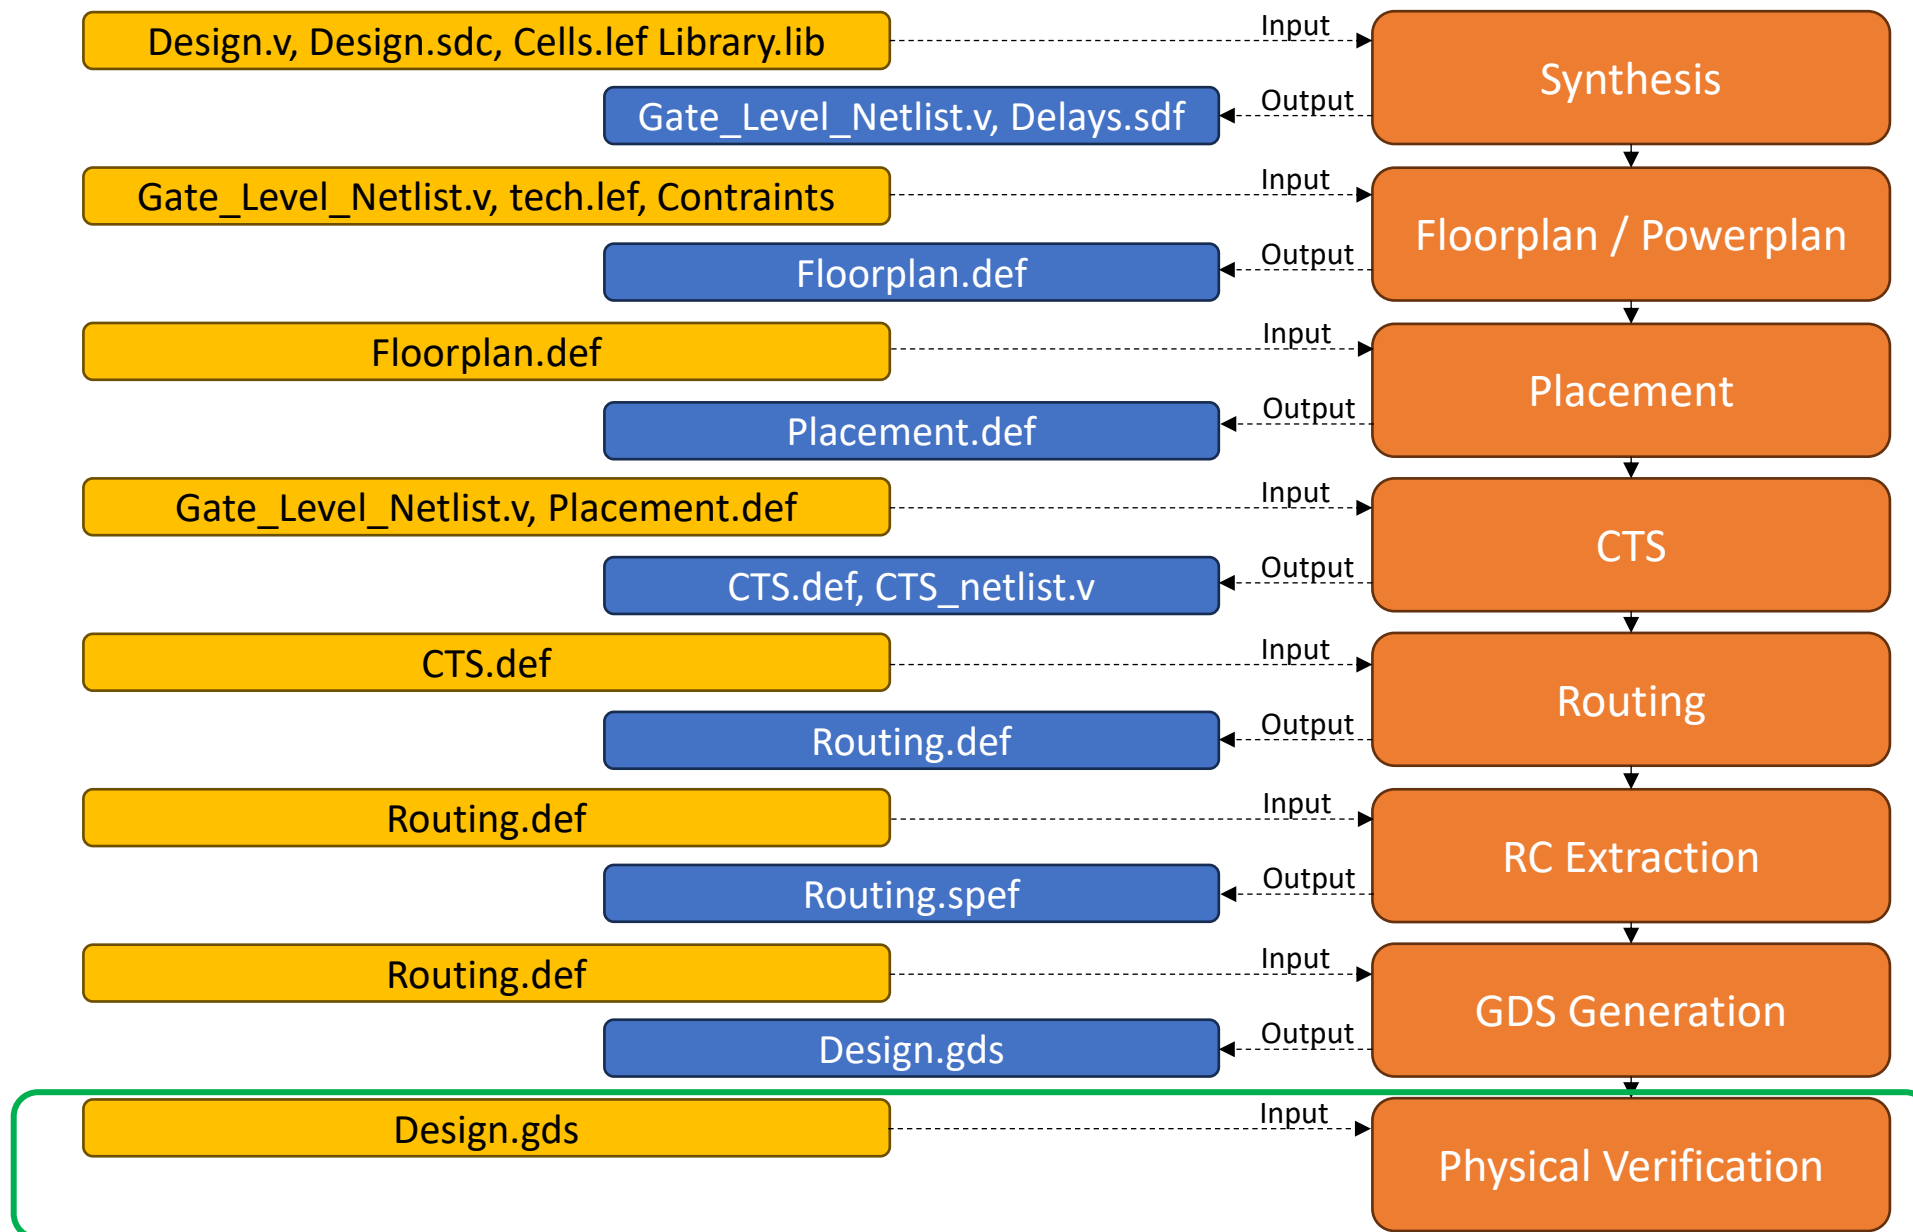 Design.v, Design.sdc, Cells.lef Library.lib
Input
Synthesis
Gate_Level_Netlist.v, Delays.sdf
Output
Gate_Level_Netlist.v, tech.lef, Contraints
Input
Floorplan / Powerplan
Floorplan.def
Output
Floorplan.def
Input
Placement
Placement.def
Output
Gate_Level_Netlist.v, Placement.def
Input
CTS
CTS.def, CTS_netlist.v
Output
CTS.def
Input
Routing
Routing.def
Output
Routing.def
Input
RC Extraction
Routing.spef
Output
Routing.def
Input
GDS Generation
Design.gds
Output
Design.gds
Input
Physical Verification